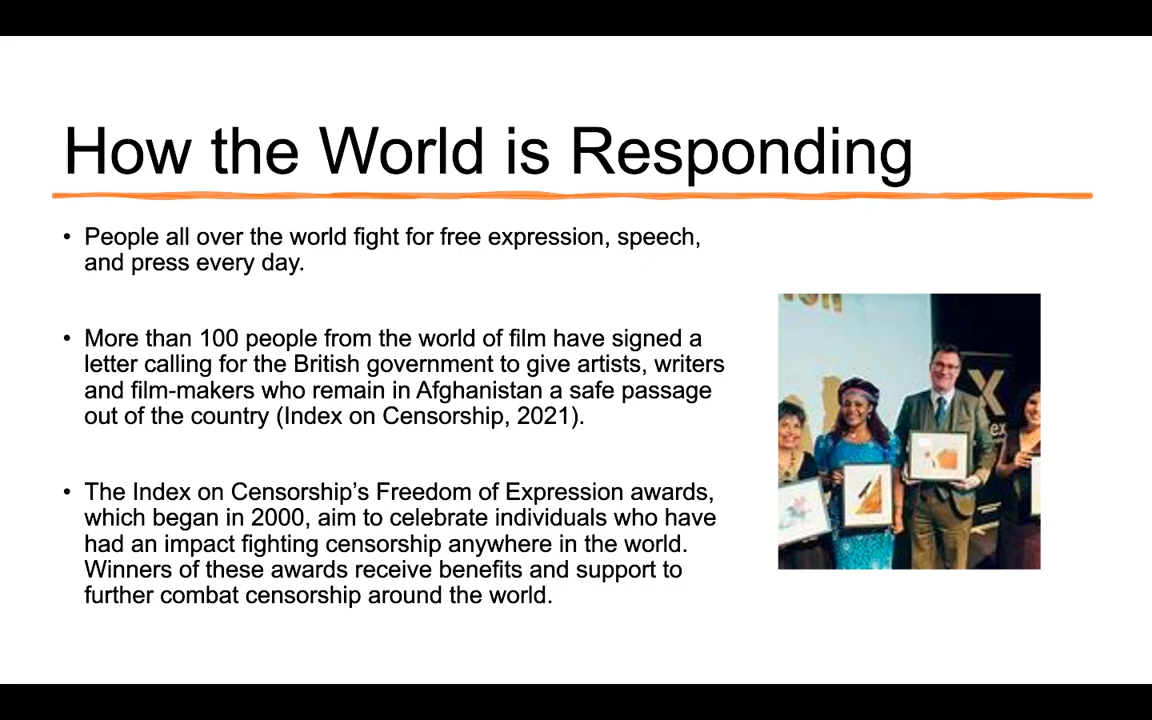 How the World is Responding
• People all over the world fight for free expression, speech,
and press every day.
• More than 100 people from the world of film have signed a
letter calling for the British government to give artists, writers
and film-makers who remain in Afghanistan a safe passage
out of the country (Index on Censorship, 2021).
• The Index on Censorship’s Freedom of Expression awards,
which began in 2000, aim to celebrate individuals who have
had an impact fighting censorship anywhere in the world.
Winners of these awards receive benefits and support to
further combat censorship around the world.